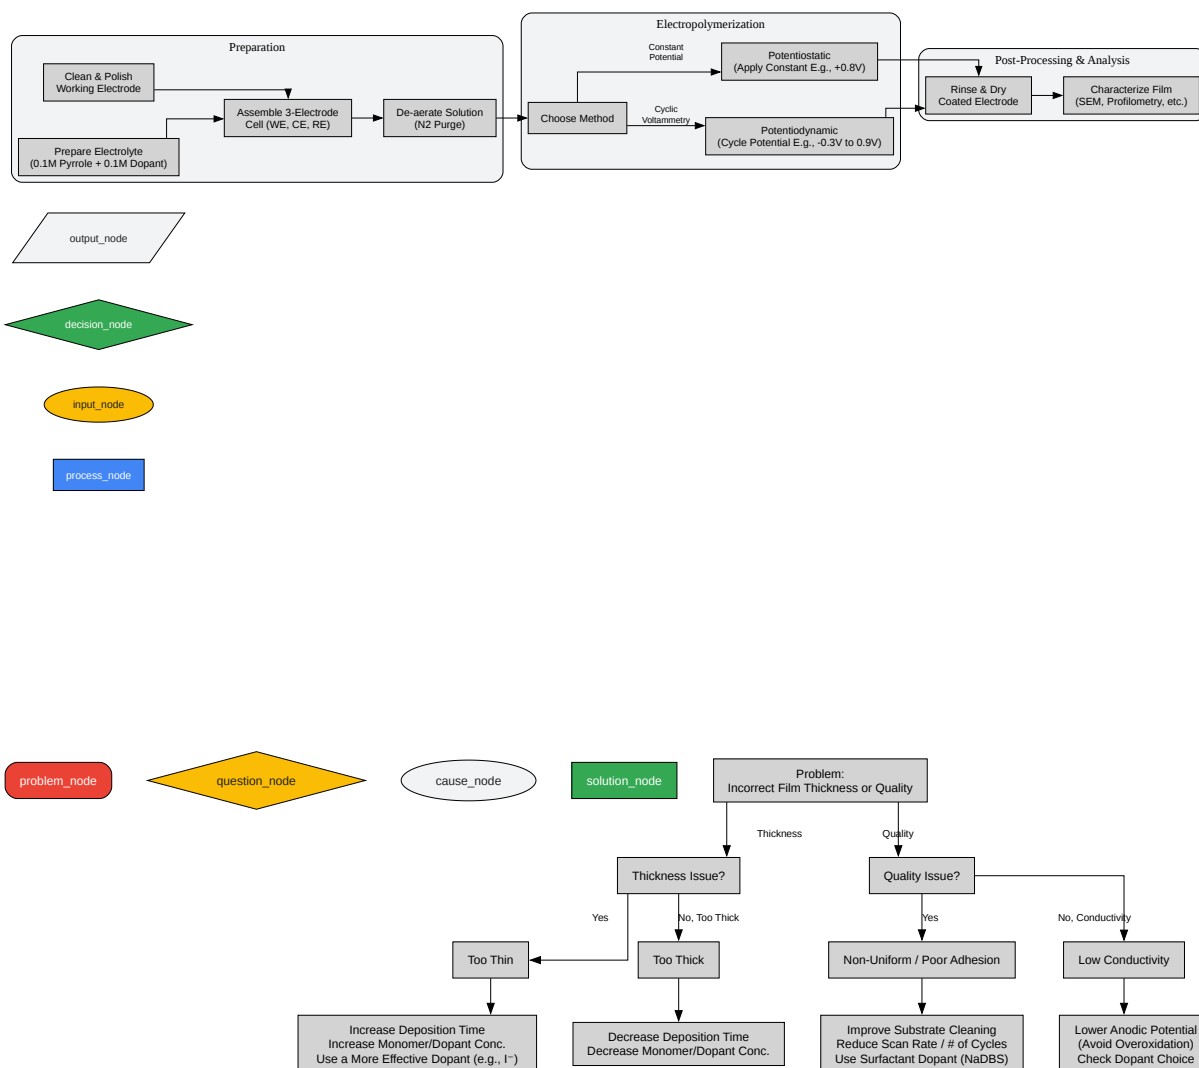 Preparation
Clean & Polish
Working Electrode
Prepare Electrolyte
(0.1M Pyrrole + 0.1M Dopant)
Assemble 3-Electrode
Cell (WE, CE, RE)
De-aerate Solution
(N2 Purge)
Electropolymerization
Choose Method
Constant
Potential
Cyclic
Voltammetry
Potentiostatic
(Apply Constant E.g., +0.8V)
Potentiodynamic
(Cycle Potential E.g., -0.3V to 0.9V)
Post-Processing & Analysis
Rinse & Dry
Coated Electrode
Characterize Film
(SEM, Profilometry, etc.)
output_node
decision_node
input_node
process_node
problem_node
question_node
cause_node
solution_node
Problem:
Incorrect Film Thickness or Quality
Thickness
Quality
Thickness Issue?
Quality Issue?
Yes
No, Too Thick
Yes
No, Conductivity
Too Thin
Too Thick
Non-Uniform / Poor Adhesion
Low Conductivity
Increase Deposition Time
Increase Monomer/Dopant Conc.
Use a More Effective Dopant (e.g., I⁻)
Decrease Deposition Time
Decrease Monomer/Dopant Conc.
Improve Substrate Cleaning
Reduce Scan Rate / # of Cycles
Use Surfactant Dopant (NaDBS)
Lower Anodic Potential
(Avoid Overoxidation)
Check Dopant Choice